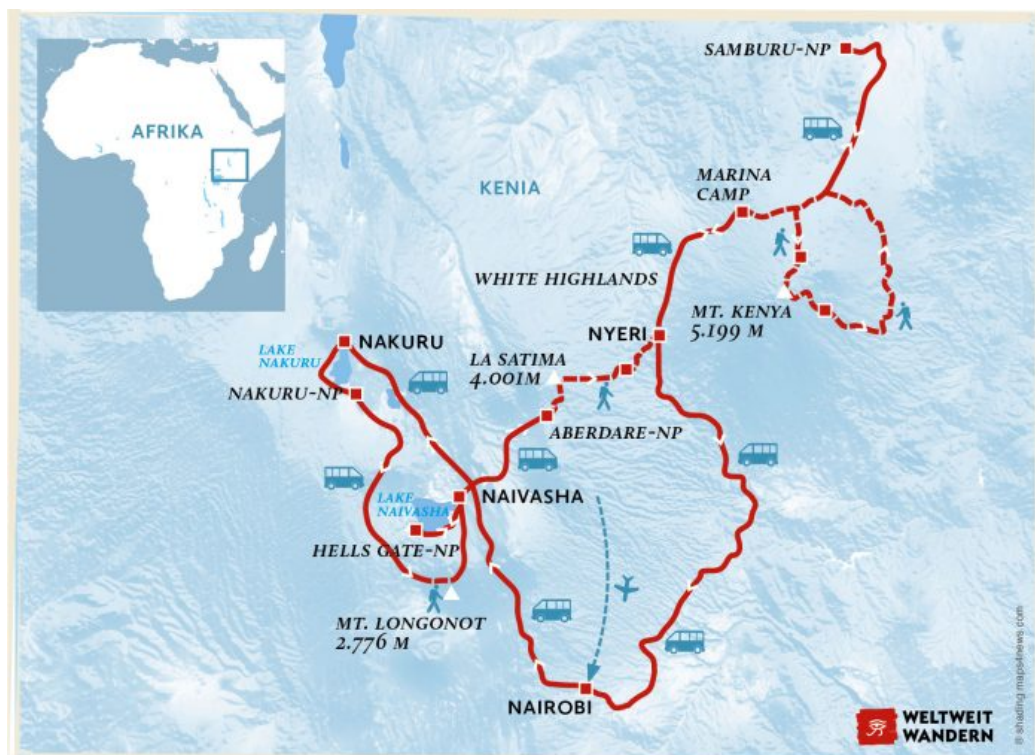 AFRIKA
SAMBURU-NP
KENIA
MARINA
CAMP
WHITE HIGHLANDS
MT. KENYA
5.199 M
NYERI
LAKE
NAKURU
NAKURU
LA SATIMA
4.001M
NAKURU-NP
ABERDARE-NP
LAKE
NAIVASHA
NAIVASHA
HELLS GATE-NP
MT. LONGONOT
2.776 M
NAIROBI
WELTWEIT
WANDERN
© shading maps4news.com